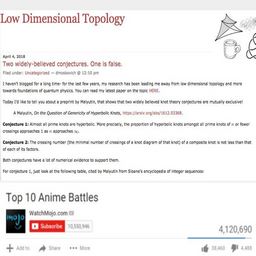 Low Dimensional Topology
April 4, 2018
Two widely-believed conjectures. One is false.
Filed under: Uncategorized — dmoskovich @ 12:58 pm
I haven't blogged for a long time- for the last few years, my research has been leading me away from low dimensional topology and more
towards foundations of quantum physics. You can read my latest paper on the topic HERE.
Today I'd like to tell you about a preprint by Malyutin, that shows that two widely believed knot theory conjectures are mutually exclusive!
A Malyutin, On the Question of Genericity of Hyperbolic Knots, https://arxiv.org/abs/1612.03368.
Conjecture 1: Almost all prime knots are hyperbolic. More precisely, the proportion of hyperbolic knots amongst all prime knots of n or fewer
crossings approaches 1 as n approaches ∞.
Conjecture 2: The crossing number (the minimal number of crossings of a knot diagram of that knot) of a composite knot is not less than that
of each of its factors.
Both conjectures have a lot of numerical evidence to support them.
For conjecture 1, just look at the following table, cited by Malyutin from Sloane's encyclopedia of integer sequences:
Top 10 Anime Battles
mojo
WatchMojo.com
Subscribe
4,120,690
Add to
Share
More